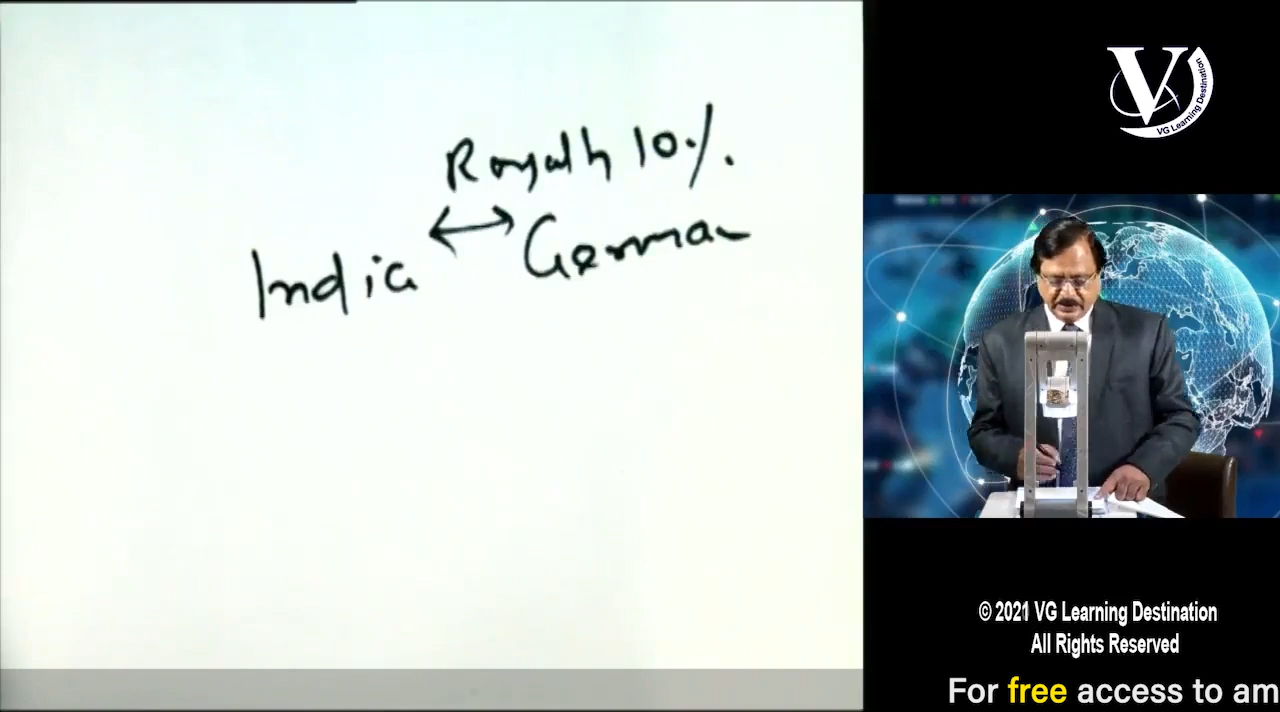 Royalty 10%.
India ↔ German
V
VG Learning Destination
© 2021 VG Learning Destination
All Rights Reserved
For free access to am